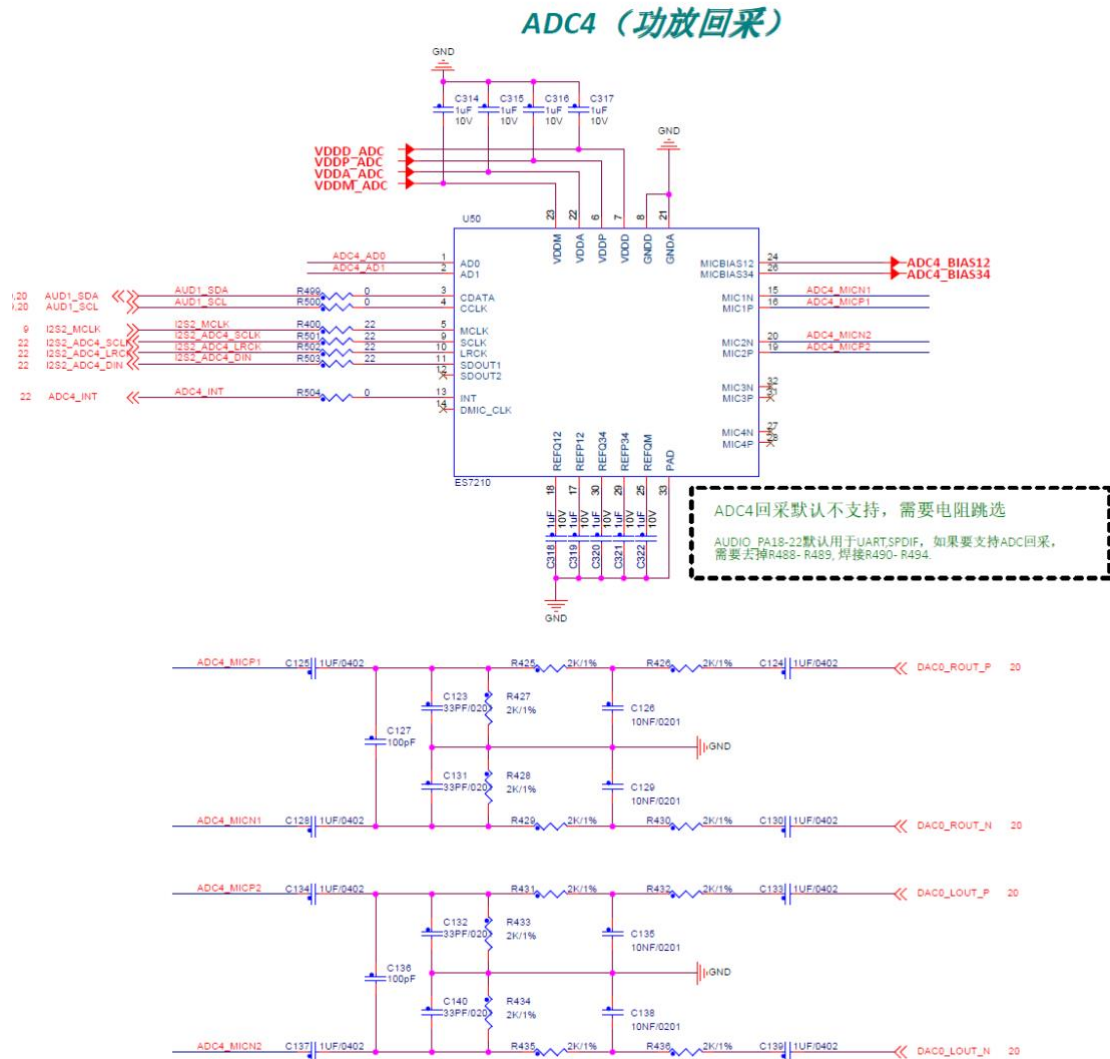 ADC4（功放回采）
GND
C314 C315 C316 C317
1uF 1uF 1uF 1uF
10V 10V 10V 10V
GND
VDDD_ADC
VDDP_ADC
VDDA_ADC
VDDM_ADC
U50
23 22 6 7 8 21
VDDM VDDA VDDP VDDD GNDD GNDA
ADC4_AD0 1 AD0
ADC4_AD1 2 AD1
MICBIAS12 24 ADC4_BIAS12
MICBIAS34 26 ADC4_BIAS34
,20 AUD1_SDA AUD1_SDA R499 0 3 CDATA
,20 AUD1_SCL AUD1_SCL R500 0 4 CCLK
MIC1N 15 ADC4_MICN1
MIC1P 16 ADC4_MICP1
9 I2S2_MCLK I2S2_MCLK R400 22 5 MCLK
22 I2S2_ADC4_SCLK I2S2_ADC4_SCLK R501 22 9 SCLK
22 I2S2_ADC4_LRCK I2S2_ADC4_LRCK R502 22 10 LRCK
22 I2S2_ADC4_DIN I2S2_ADC4_DIN R503 22 11 SDOUT1
12 SDOUT2
MIC2N 20 ADC4_MICN2
MIC2P 19 ADC4_MICP2
22 ADC4_INT ADC4_INT R504 0 13 INT
14 DMIC_CLK
MIC3N 32
MIC3P 31
MIC4N 27
MIC4P 28
REFQ12 REFP12 REFQ34 REFP34 REFQM PAD
18 17 30 29 25 33
ES7210
1uF 1uF 1uF 1uF 1uF
10V 10V 10V 10V 10V
C318 C319 C320 C321 C322
GND
ADC4回采默认不支持，需要电阻跳选
AUDIO_PA18-22默认用于UART,SPDIF，如果要支持ADC回采，
需要去掉R488- R489, 焊接R490- R494.
ADC4_MICP1 C125 1UF/0402 R425 2K/1% R426 2K/1% C124 1UF/0402 DAC0_ROUT_P 20
C123 33PF/020 R427 2K/1% C126 10NF/0201
C127 100pF GND
C131 33PF/020 R428 2K/1% C129 10NF/0201
ADC4_MICN1 C128 1UF/0402 R429 2K/1% R430 2K/1% C130 1UF/0402 DAC0_ROUT_N 20
ADC4_MICP2 C134 1UF/0402 R431 2K/1% R432 2K/1% C133 1UF/0402 DAC0_LOUT_P 20
C132 33PF/020 R433 2K/1% C135 10NF/0201
C136 100pF GND
C140 33PF/020 R434 2K/1% C138 10NF/0201
ADC4_MICN2 C137 1UF/0402 R435 2K/1% R436 2K/1% C139 1UF/0402 DAC0_LOUT_N 20